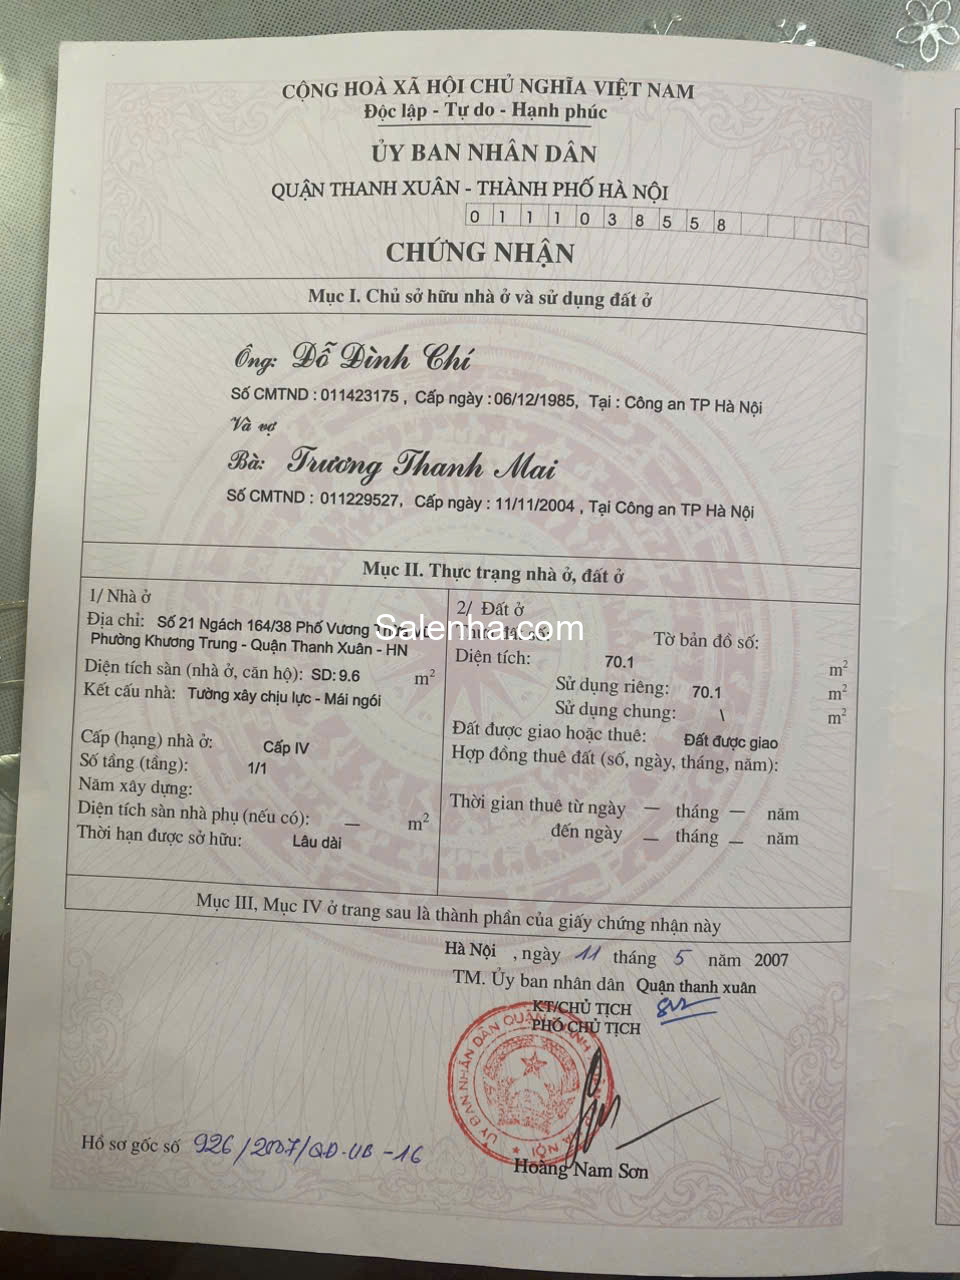 CỘNG HOÀ XÃ HỘI CHỦ NGHĨA VIỆT NAM
Độc lập - Tự do - Hạnh phúc
ỦY BAN NHÂN DÂN
QUẬN THANH XUÂN - THÀNH PHỐ HÀ NỘI
0111038558
CHỨNG NHẬN
Mục I. Chủ sở hữu nhà ở và sử dụng đất ở
Ông: Đỗ Đình Chí
Số CMTND : 011423175 , Cấp ngày : 06/12/1985, Tại : Công an TP Hà Nội
Và vợ
Bà: Trương Thanh Mai
Số CMTND : 011229527, Cấp ngày : 11/11/2004 , Tại Công an TP Hà Nội
Mục II. Thực trạng nhà ở, đất ở
1/ Nhà ở
Địa chỉ: Số 21 Ngách 164/38 Phố Vương
Phường Khương Trung - Quận Thanh Xuân - HN
Diện tích sàn (nhà ở, căn hộ): SD: 9.6 m²
Kết cấu nhà: Tường xây chịu lực - Mái ngói
Cấp (hạng) nhà ở: Cấp IV
Số tầng (tầng): 1/1
Năm xây dựng:
Diện tích sàn nhà phụ (nếu có): — m²
Thời hạn được sở hữu: Lâu dài
2/ Đất ở
Salenha.com
Thửa đất số: Tờ bản đồ số:
Diện tích: 70.1 m²
Sử dụng riêng: 70.1 m²
Sử dụng chung: \ m²
Đất được giao hoặc thuê: Đất được giao
Hợp đồng thuê đất (số, ngày, tháng, năm):
Thời gian thuê từ ngày — tháng — năm
đến ngày — tháng — năm
Mục III, Mục IV ở trang sau là thành phần của giấy chứng nhận này
Hà Nội , ngày 11 tháng 5 năm 2007
TM. Ủy ban nhân dân Quận thanh xuân
KT/CHỦ TỊCH
PHÓ CHỦ TỊCH
ỦY BAN NHÂN DÂN QUẬN THANH
HÀ NỘI
Hoàng Nam Sơn
Hồ sơ gốc số 926/2007/QĐ-UB-16